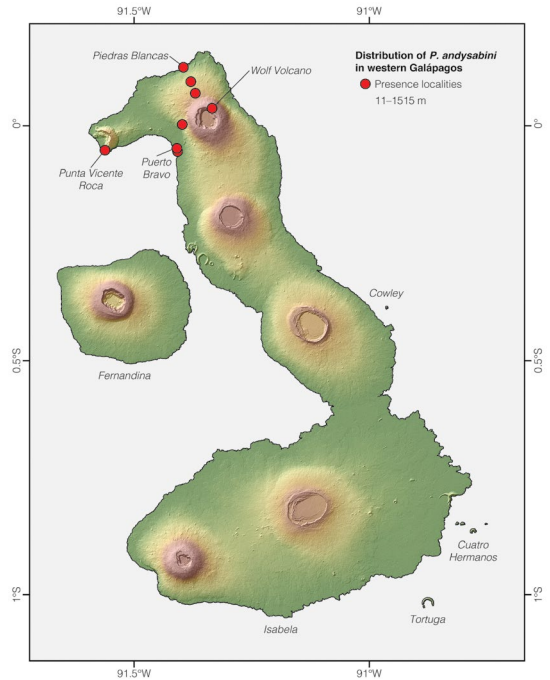 91.5°W
91°W
Distribution of P. andysabini
in western Galápagos
Presence localities
11–1515 m
Piedras Blancas
Wolf Volcano
0°
0°
Punta Vicente
Roca
Puerto
Bravo
Cowley
0.5°S
0.5°S
Fernandina
Cuatro
Hermanos
1°S
1°S
Tortuga
Isabela
91.5°W
91°W